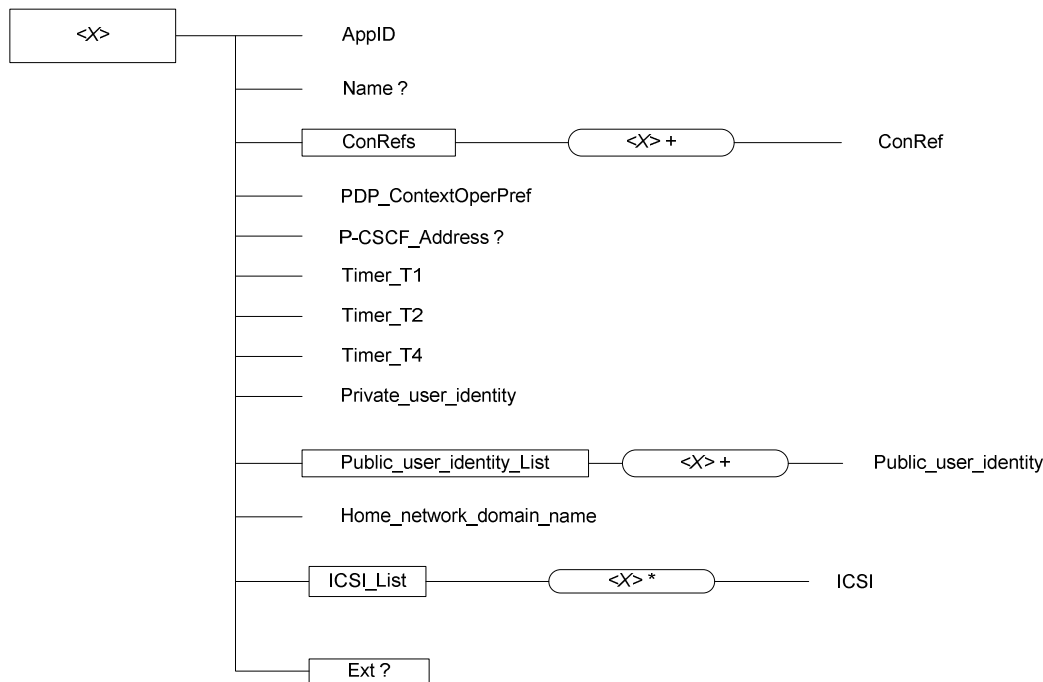 <X>
AppID
Name ?
ConRefs <X> + ConRef
PDP_ContextOperPref
P-CSCF_Address ?
Timer_T1
Timer_T2
Timer_T4
Private_user_identity
Public_user_identity_List <X> + Public_user_identity
Home_network_domain_name
ICSI_List <X> * ICSI
Ext ?